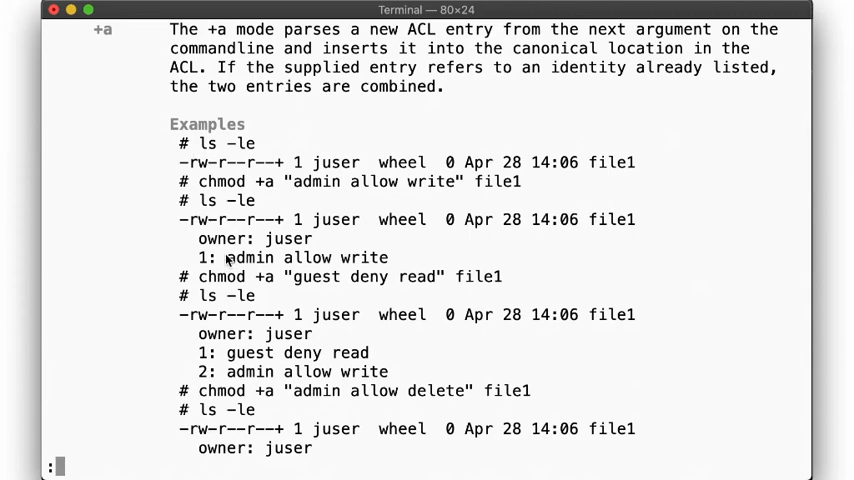 Terminal — 80×24
+a The +a mode parses a new ACL entry from the next argument on the
commandline and inserts it into the canonical location in the
ACL. If the supplied entry refers to an identity already listed,
the two entries are combined.
Examples
# ls -le
-rw-r--r--+ 1 juser wheel 0 Apr 28 14:06 file1
# chmod +a "admin allow write" file1
# ls -le
-rw-r--r--+ 1 juser wheel 0 Apr 28 14:06 file1
owner: juser
1: admin allow write
# chmod +a "guest deny read" file1
# ls -le
-rw-r--r--+ 1 juser wheel 0 Apr 28 14:06 file1
owner: juser
1: guest deny read
2: admin allow write
# chmod +a "admin allow delete" file1
# ls -le
-rw-r--r--+ 1 juser wheel 0 Apr 28 14:06 file1
owner: juser
: